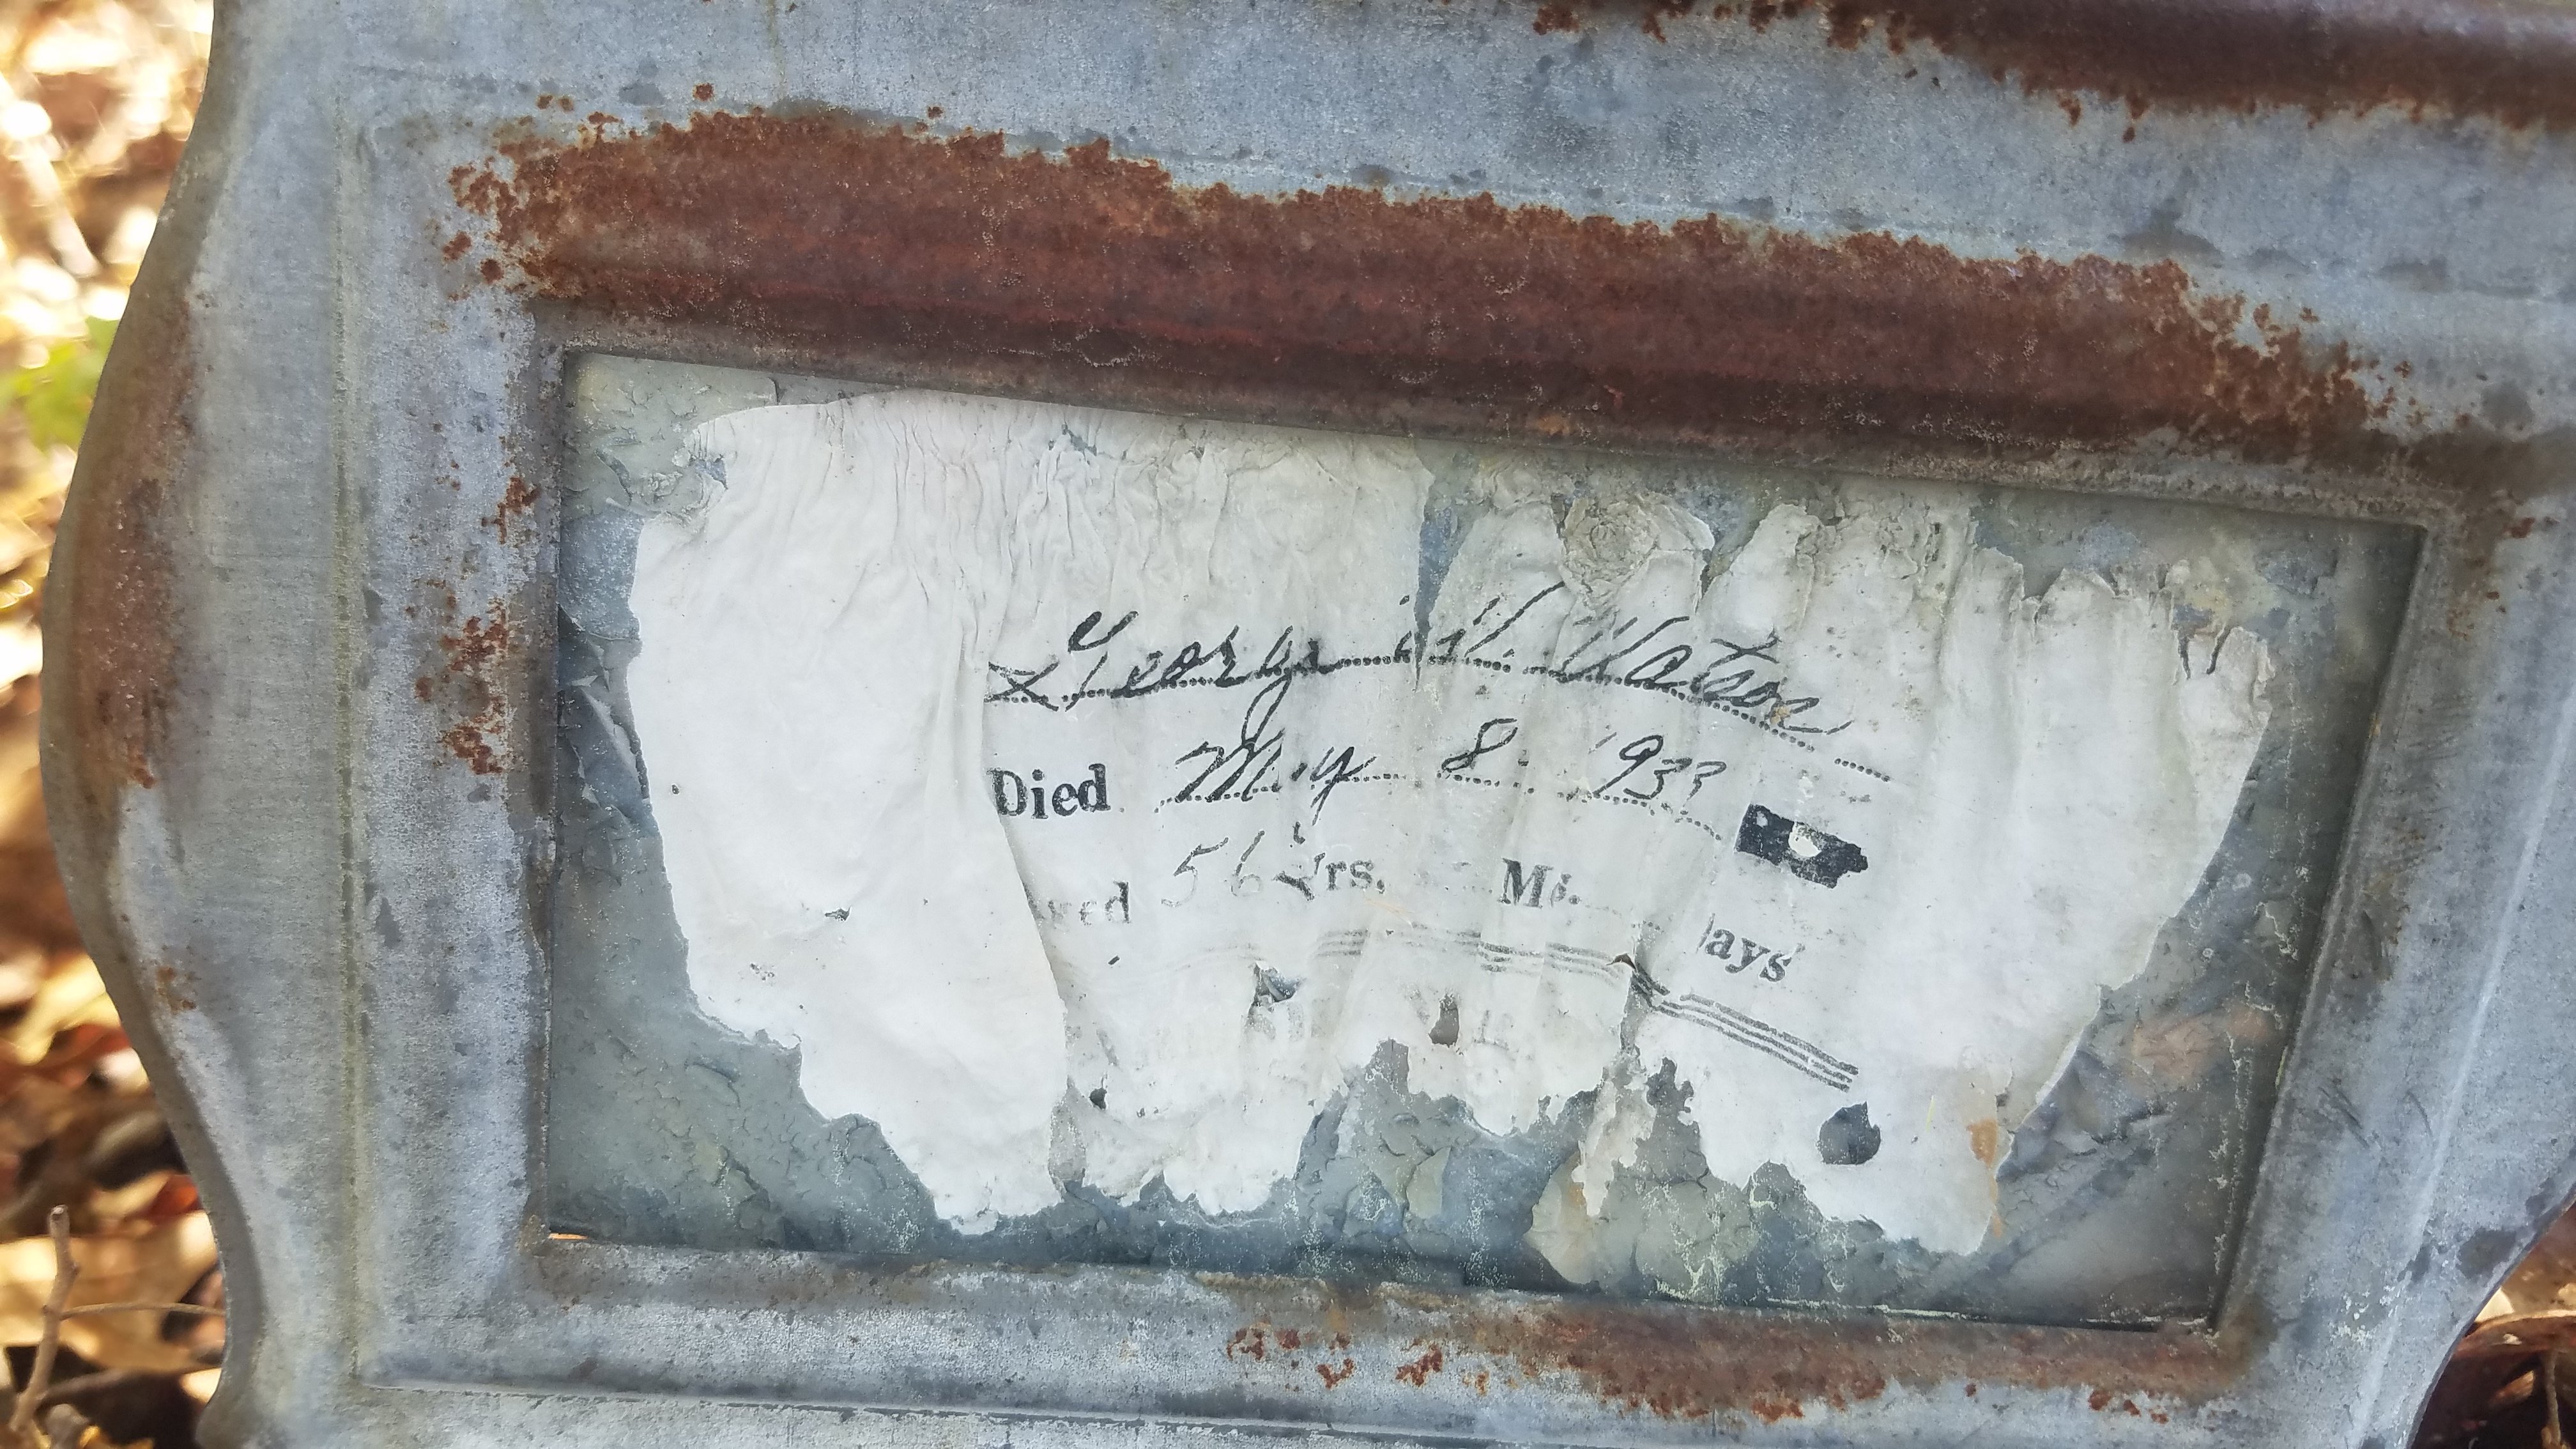 George W. Watson
Died May 8. 1933
Aged 56 Yrs. Mo. Days